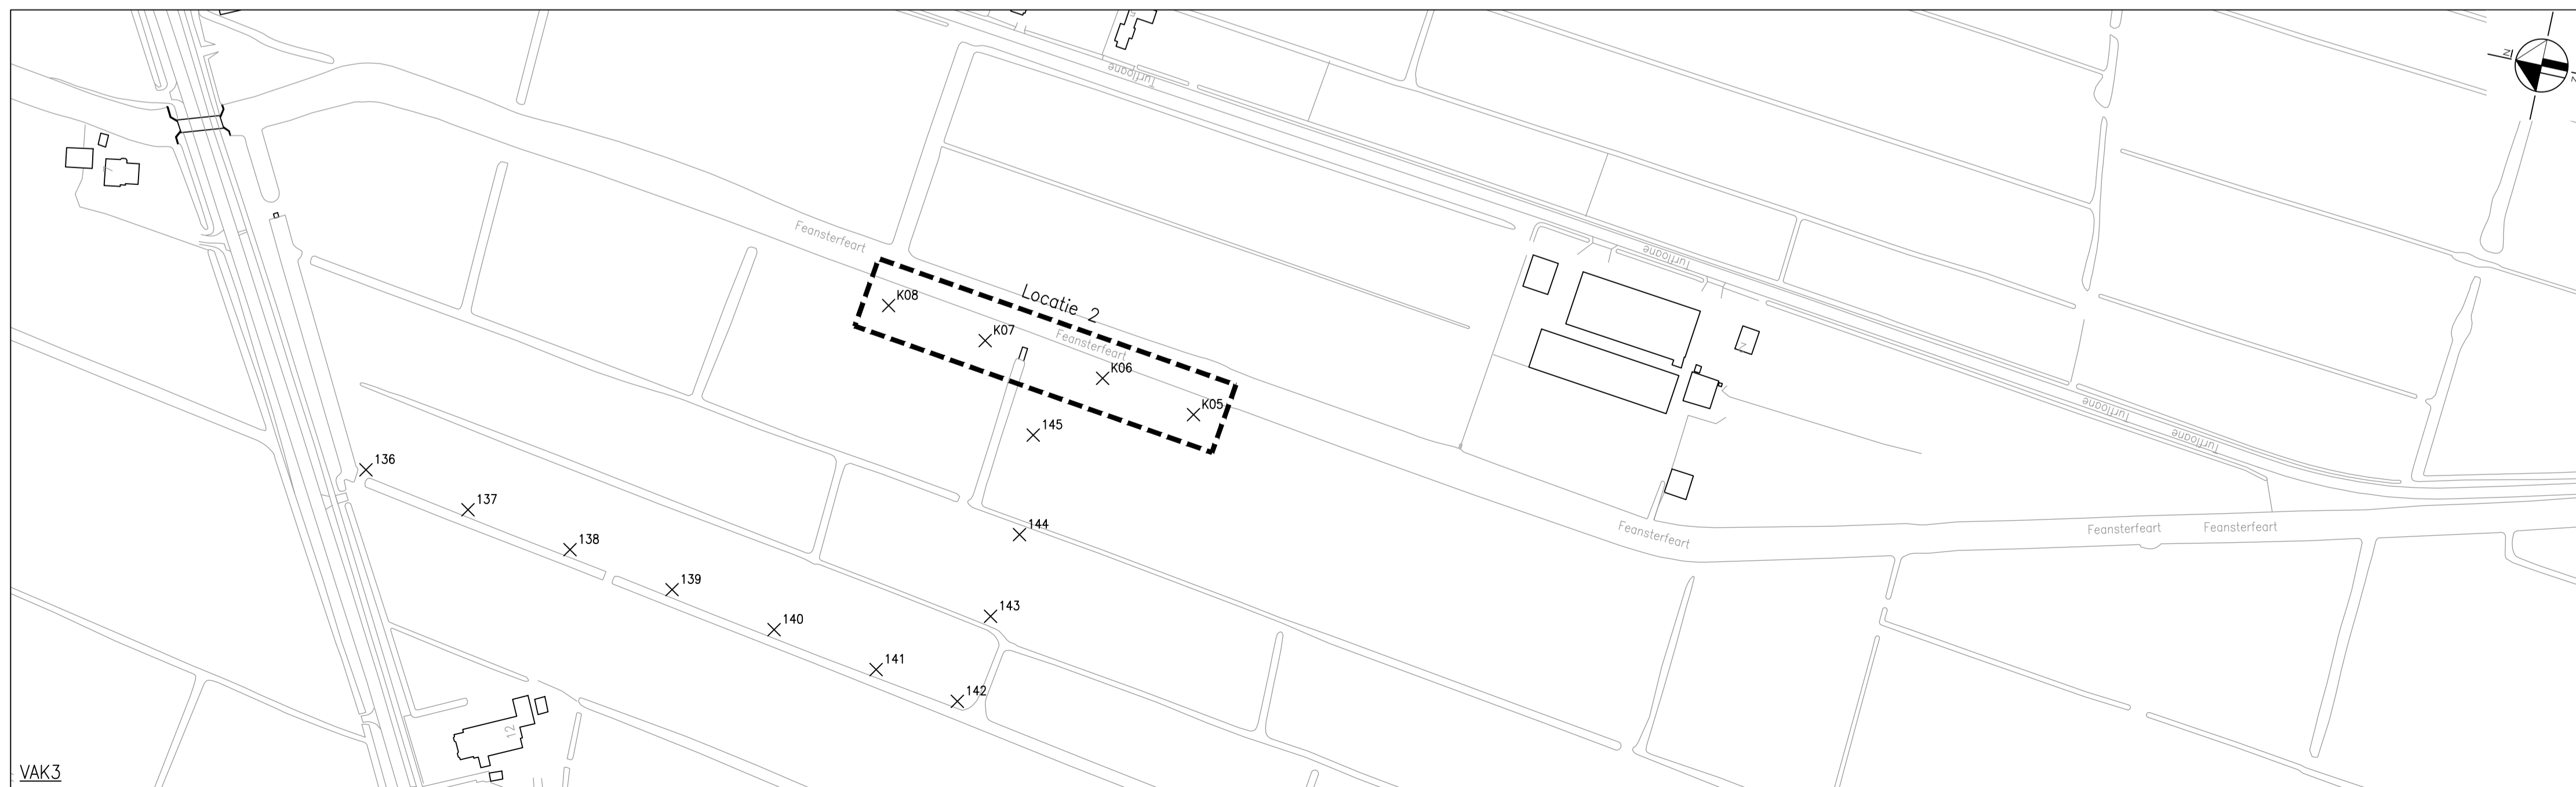 Turfloane
N
z
Feansterfeart
Turfloane
K08
Locatie 2
K07
Feansterfeart
K06
K05
Turfloane
Turfloane
145
136
137
144
Feansterfeart
Feansterfeart
Feansterfeart
138
139
143
140
141
142
12
VAK3